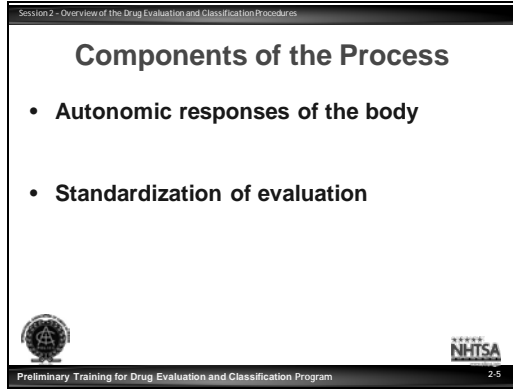 Session 2 - Overview of the Drug Evaluation and Classification Procedures
Components of the Process
• Autonomic responses of the body
• Standardization of evaluation
NHTSA
Preliminary Training for Drug Evaluation and Classification Program
2-5